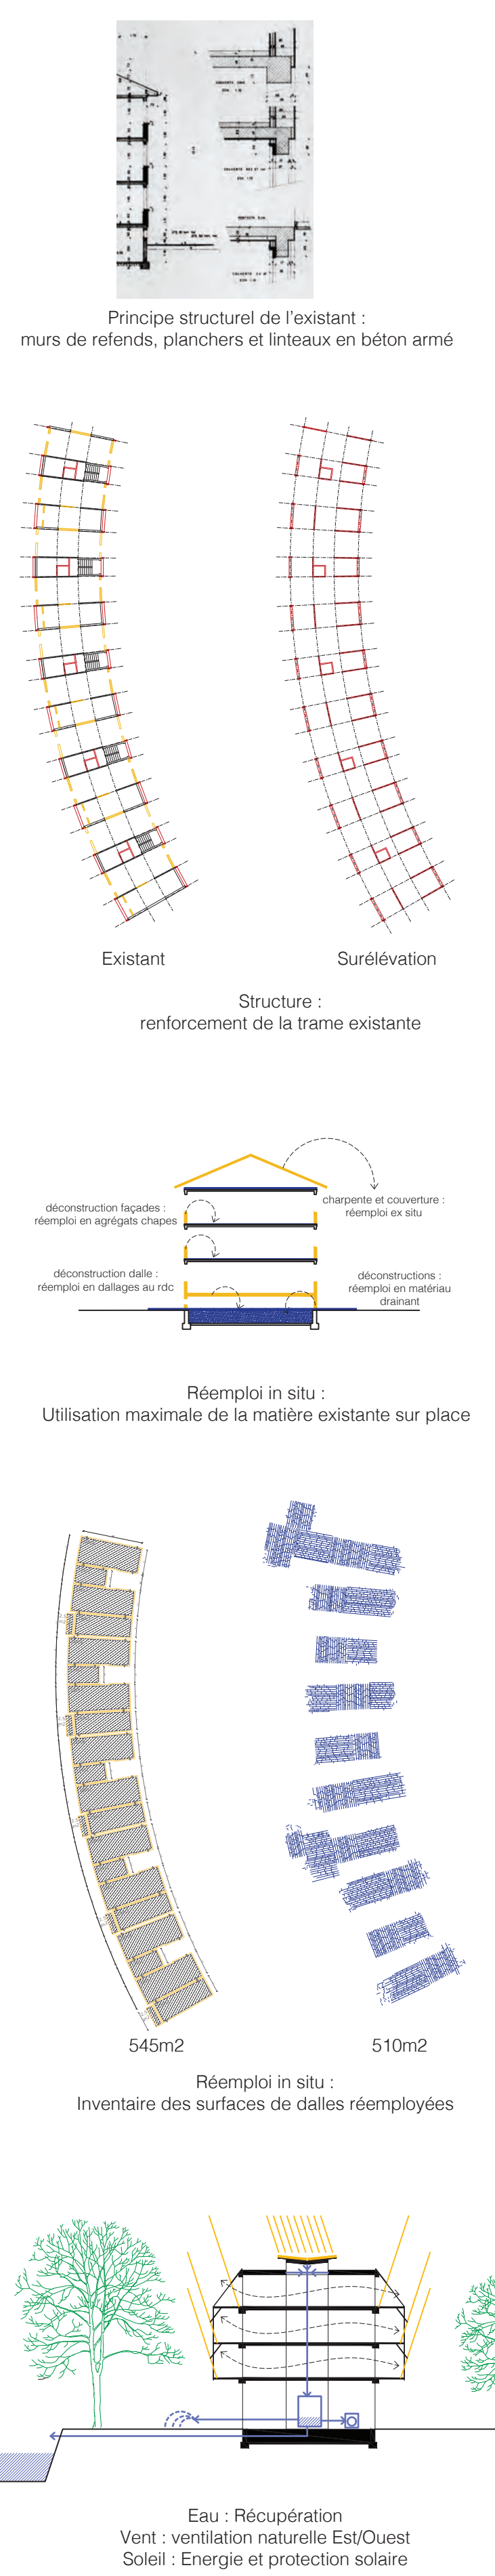 Principe structurel de l'existant :
murs de refends, planchers et linteaux en béton armé
Existant
Surélévation
Structure :
renforcement de la trame existante
charpente et couverture :
réemploi ex situ
déconstruction façades :
réemploi en agrégats chapes
déconstruction dalle :
réemploi en dallages au rdc
déconstructions :
réemploi en matériau
drainant
Réemploi in situ :
Utilisation maximale de la matière existante sur place
545m2
510m2
Réemploi in situ :
Inventaire des surfaces de dalles réemployées
Eau : Récupération
Vent : ventilation naturelle Est/Ouest
Soleil : Energie et protection solaire